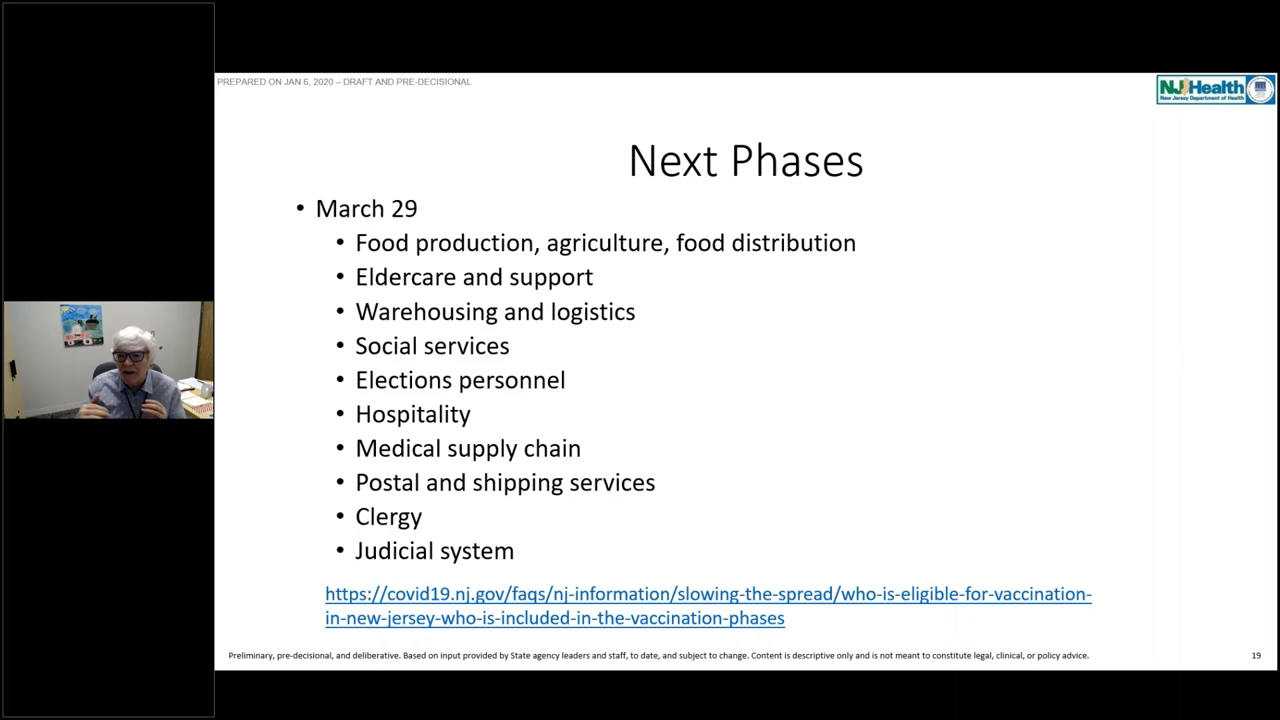 PREPARED ON JAN 6, 2020 – DRAFT AND PRE-DECISIONAL
NJHealth
New Jersey Department of Health
Next Phases
• March 29
• Food production, agriculture, food distribution
• Eldercare and support
• Warehousing and logistics
• Social services
• Elections personnel
• Hospitality
• Medical supply chain
• Postal and shipping services
• Clergy
• Judicial system
https://covid19.nj.gov/faqs/nj-information/slowing-the-spread/who-is-eligible-for-vaccination-
in-new-jersey-who-is-included-in-the-vaccination-phases
Preliminary, pre-decisional, and deliberative. Based on input provided by State agency leaders and staff, to date, and subject to change. Content is descriptive only and is not meant to constitute legal, clinical, or policy advice.
19